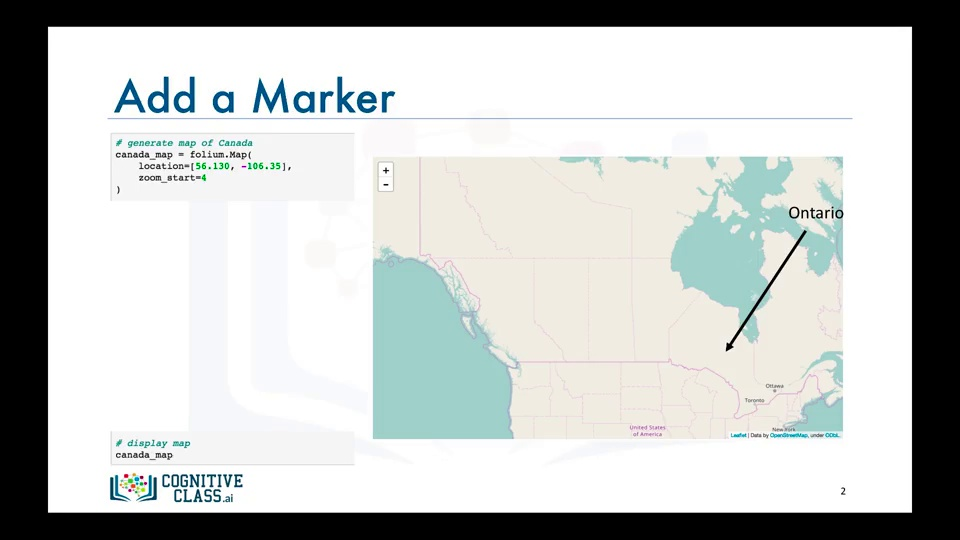 Add a Marker
# generate map of Canada
canada_map = folium.Map(
location=[56.130, -106.35],
zoom_start=4
)
+
-
Ontario
Ottawa
Toronto
New York
United States
of America
Leaflet | Data by OpenStreetMap, under ODbL.
# display map
canada_map
COGNITIVE
CLASS.ai
2